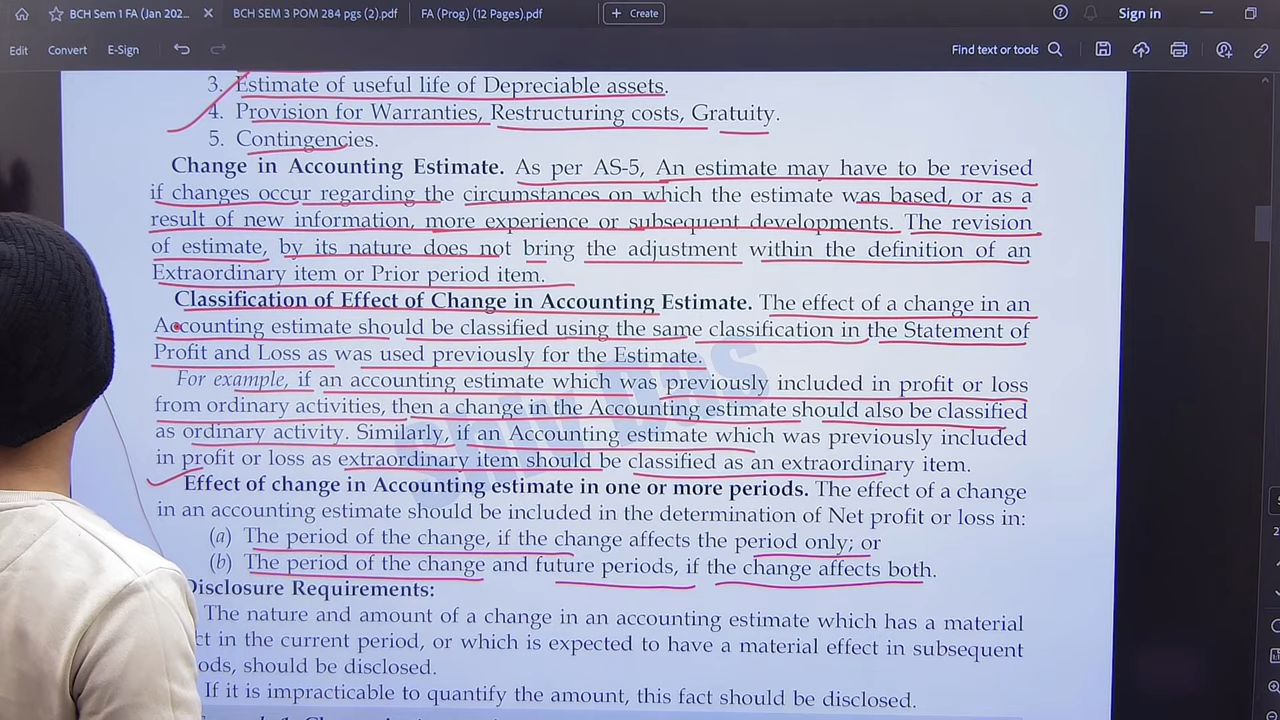 BCH Sem 1 FA (Jan 202... BCH SEM 3 POM 284 pgs (2).pdf FA (Prog) (12 Pages).pdf + Create Sign in
Edit Convert E-Sign Find text or tools
3. Estimate of useful life of Depreciable assets.
4. Provision for Warranties, Restructuring costs, Gratuity.
5. Contingencies.
Change in Accounting Estimate. As per AS-5, An estimate may have to be revised
if changes occur regarding the circumstances on which the estimate was based, or as a
result of new information, more experience or subsequent developments. The revision
of estimate, by its nature does not bring the adjustment within the definition of an
Extraordinary item or Prior period item.
Classification of Effect of Change in Accounting Estimate. The effect of a change in an
Accounting estimate should be classified using the same classification in the Statement of
Profit and Loss as was used previously for the Estimate.
For example, if an accounting estimate which was previously included in profit or loss
from ordinary activities, then a change in the Accounting estimate should also be classified
as ordinary activity. Similarly, if an Accounting estimate which was previously included
in profit or loss as extraordinary item should be classified as an extraordinary item.
Effect of change in Accounting estimate in one or more periods. The effect of a change
in an accounting estimate should be included in the determination of Net profit or loss in:
(a) The period of the change, if the change affects the period only; or
(b) The period of the change and future periods, if the change affects both.
Disclosure Requirements:
The nature and amount of a change in an accounting estimate which has a material
in the current period, or which is expected to have a material effect in subsequent
should be disclosed.
If it is impracticable to quantify the amount, this fact should be disclosed.